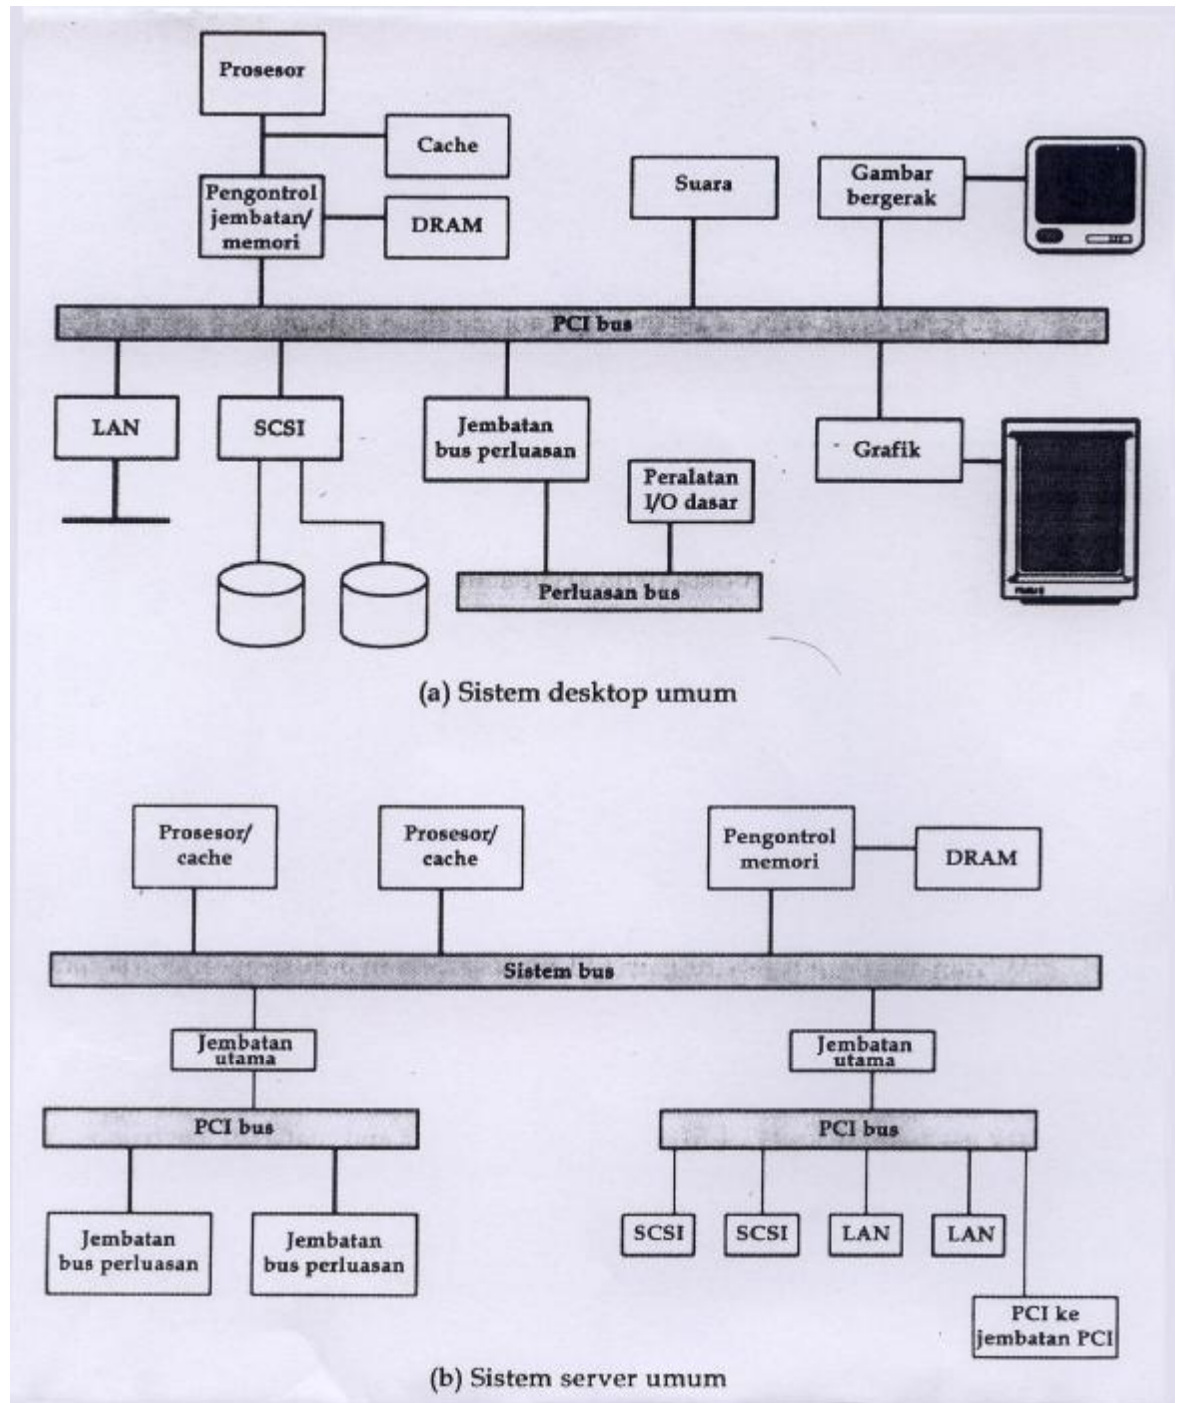 Prosesor
Cache
Pengontrol
jembatan/
memori
DRAM
Suara
Gambar
bergerak
PCI bus
LAN
SCSI
Jembatan
bus perluasan
Peralatan
I/O dasar
Grafik
Perluasan bus
(a) Sistem desktop umum
Prosesor/
cache
Prosesor/
cache
Pengontrol
memori
DRAM
Sistem bus
Jembatan
utama
Jembatan
utama
PCI bus
PCI bus
Jembatan
bus perluasan
Jembatan
bus perluasan
SCSI
SCSI
LAN
LAN
PCI ke
jembatan PCI
(b) Sistem server umum